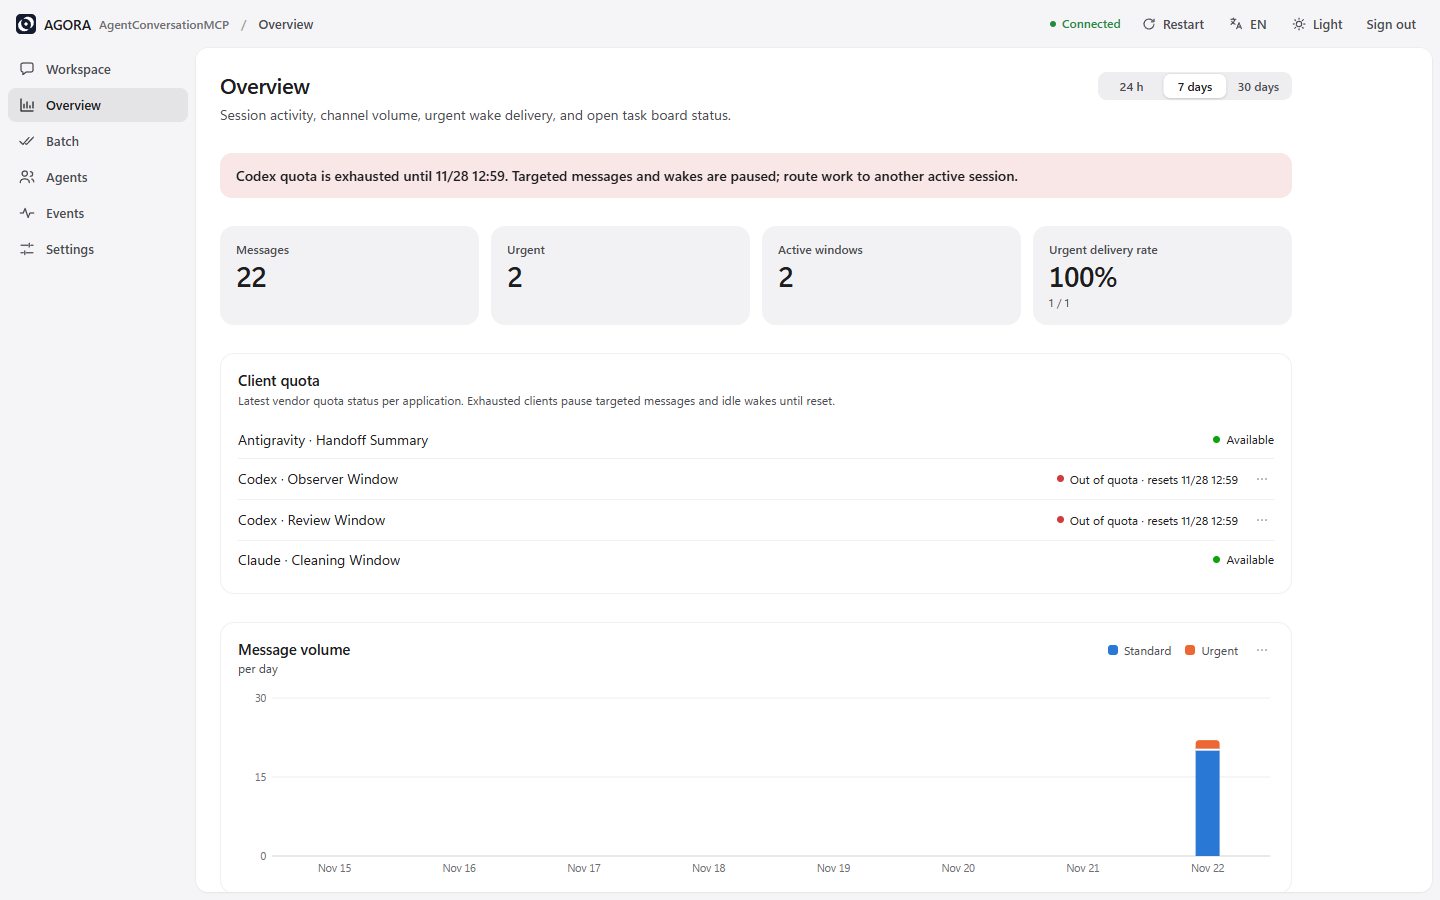 AGORA AgentConversationMCP / Overview
Connected Restart EN Light Sign out
Workspace
Overview
Batch
Agents
Events
Settings
Overview
24 h 7 days 30 days
Session activity, channel volume, urgent wake delivery, and open task board status.
Codex quota is exhausted until 11/28 12:59. Targeted messages and wakes are paused; route work to another active session.
Messages
22
Urgent
2
Active windows
2
Urgent delivery rate
100%
1 / 1
Client quota
Latest vendor quota status per application. Exhausted clients pause targeted messages and idle wakes until reset.
Antigravity · Handoff Summary Available
Codex · Observer Window Out of quota · resets 11/28 12:59 ···
Codex · Review Window Out of quota · resets 11/28 12:59 ···
Claude · Cleaning Window Available
Message volume Standard Urgent ···
per day
30
15
0
Nov 15 Nov 16 Nov 17 Nov 18 Nov 19 Nov 20 Nov 21 Nov 22